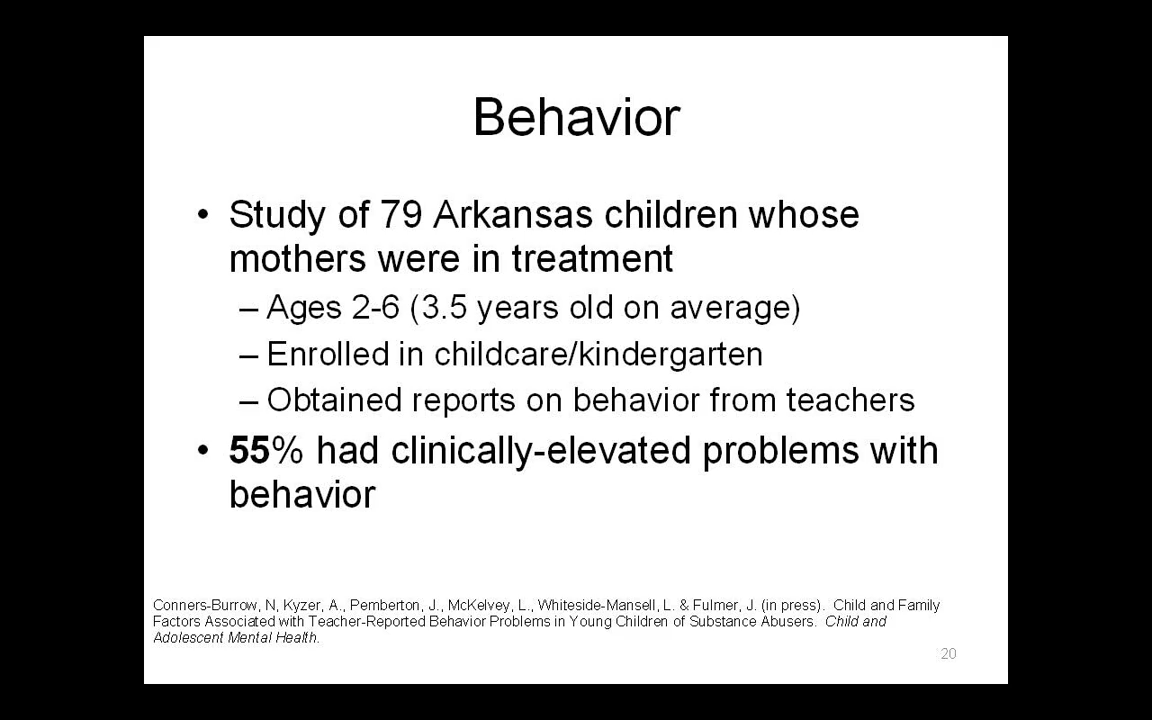 Behavior
• Study of 79 Arkansas children whose
mothers were in treatment
– Ages 2-6 (3.5 years old on average)
– Enrolled in childcare/kindergarten
– Obtained reports on behavior from teachers
• 55% had clinically-elevated problems with
behavior
Conners-Burrow, N, Kyzer, A., Pemberton, J., McKelvey, L., Whiteside-Mansell, L. & Fulmer, J. (in press). Child and Family
Factors Associated with Teacher-Reported Behavior Problems in Young Children of Substance Abusers. Child and
Adolescent Mental Health.
20